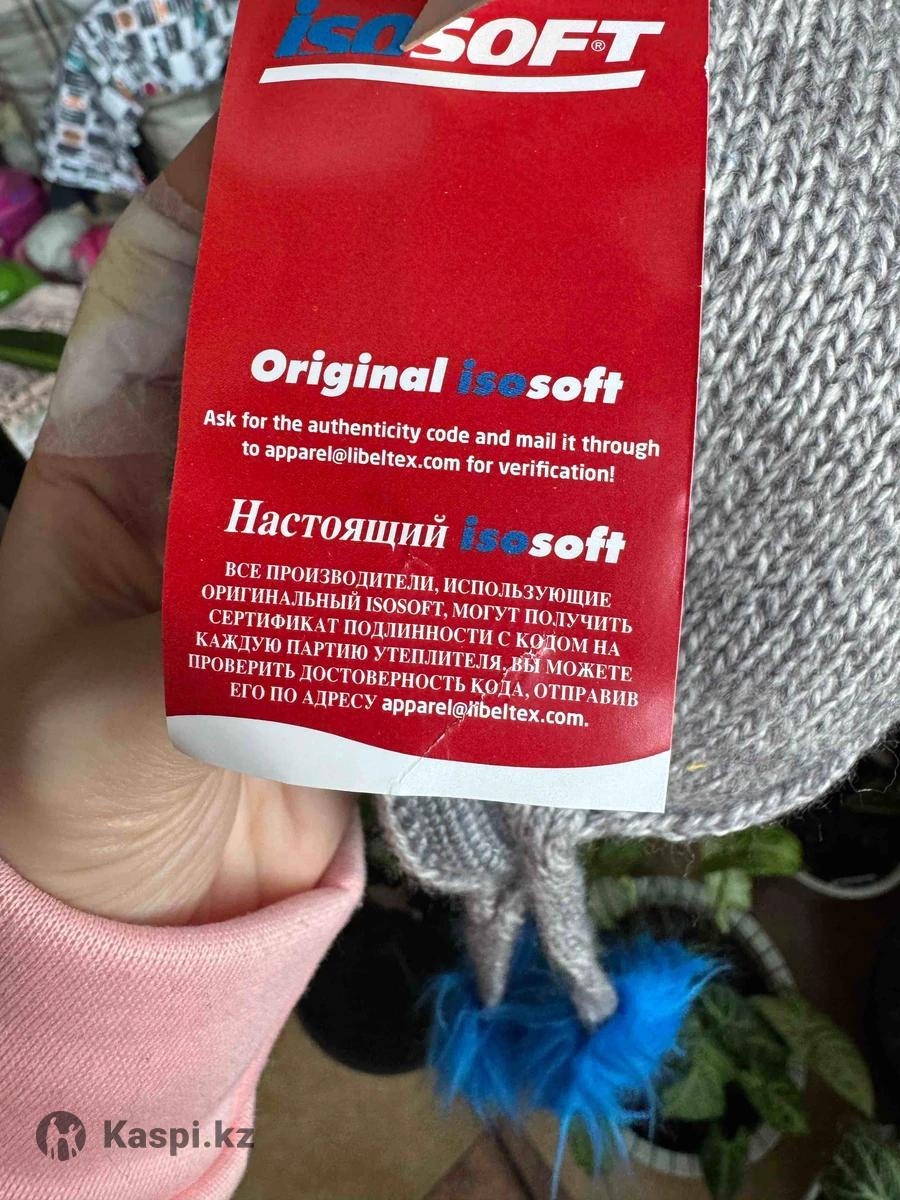 isoSOFT®
Original isosoft
Ask for the authenticity code and mail it through
to apparel@libeltex.com for verification!
Настоящий isosoft
ВСЕ ПРОИЗВОДИТЕЛИ, ИСПОЛЬЗУЮЩИЕ
ОРИГИНАЛЬНЫЙ ISOSOFT, МОГУТ ПОЛУЧИТЬ
СЕРТИФИКАТ ПОДЛИННОСТИ С КОДОМ НА
КАЖДУЮ ПАРТИЮ УТЕПЛИТЕЛЯ, ВЫ МОЖЕТЕ
ПРОВЕРИТЬ ДОСТОВЕРНОСТЬ КОДА, ОТПРАВИВ
ЕГО ПО АДРЕСУ apparel@libeltex.com.
Kaspi.kz